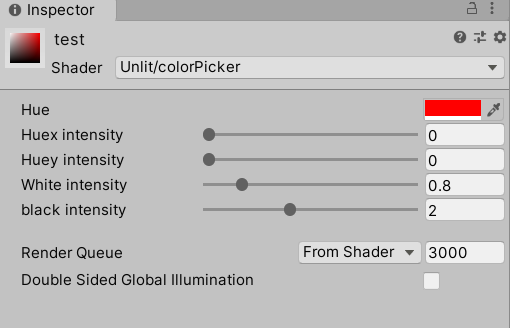 Inspector
test
Shader Unlit/colorPicker
Hue
Huex intensity 0
Huey intensity 0
White intensity 0.8
black intensity 2
Render Queue From Shader 3000
Double Sided Global Illumination